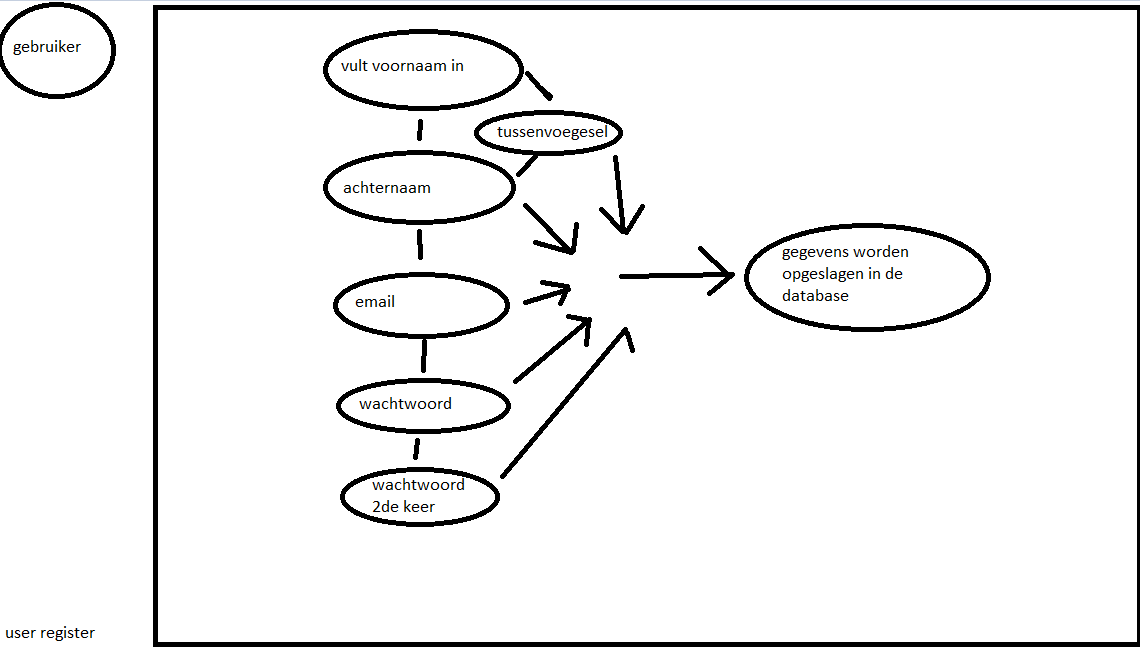 gebruiker
vult voornaam in
tussenvoegesel
achternaam
gegevens worden
opgeslagen in de
database
email
wachtwoord
wachtwoord
2de keer
user register